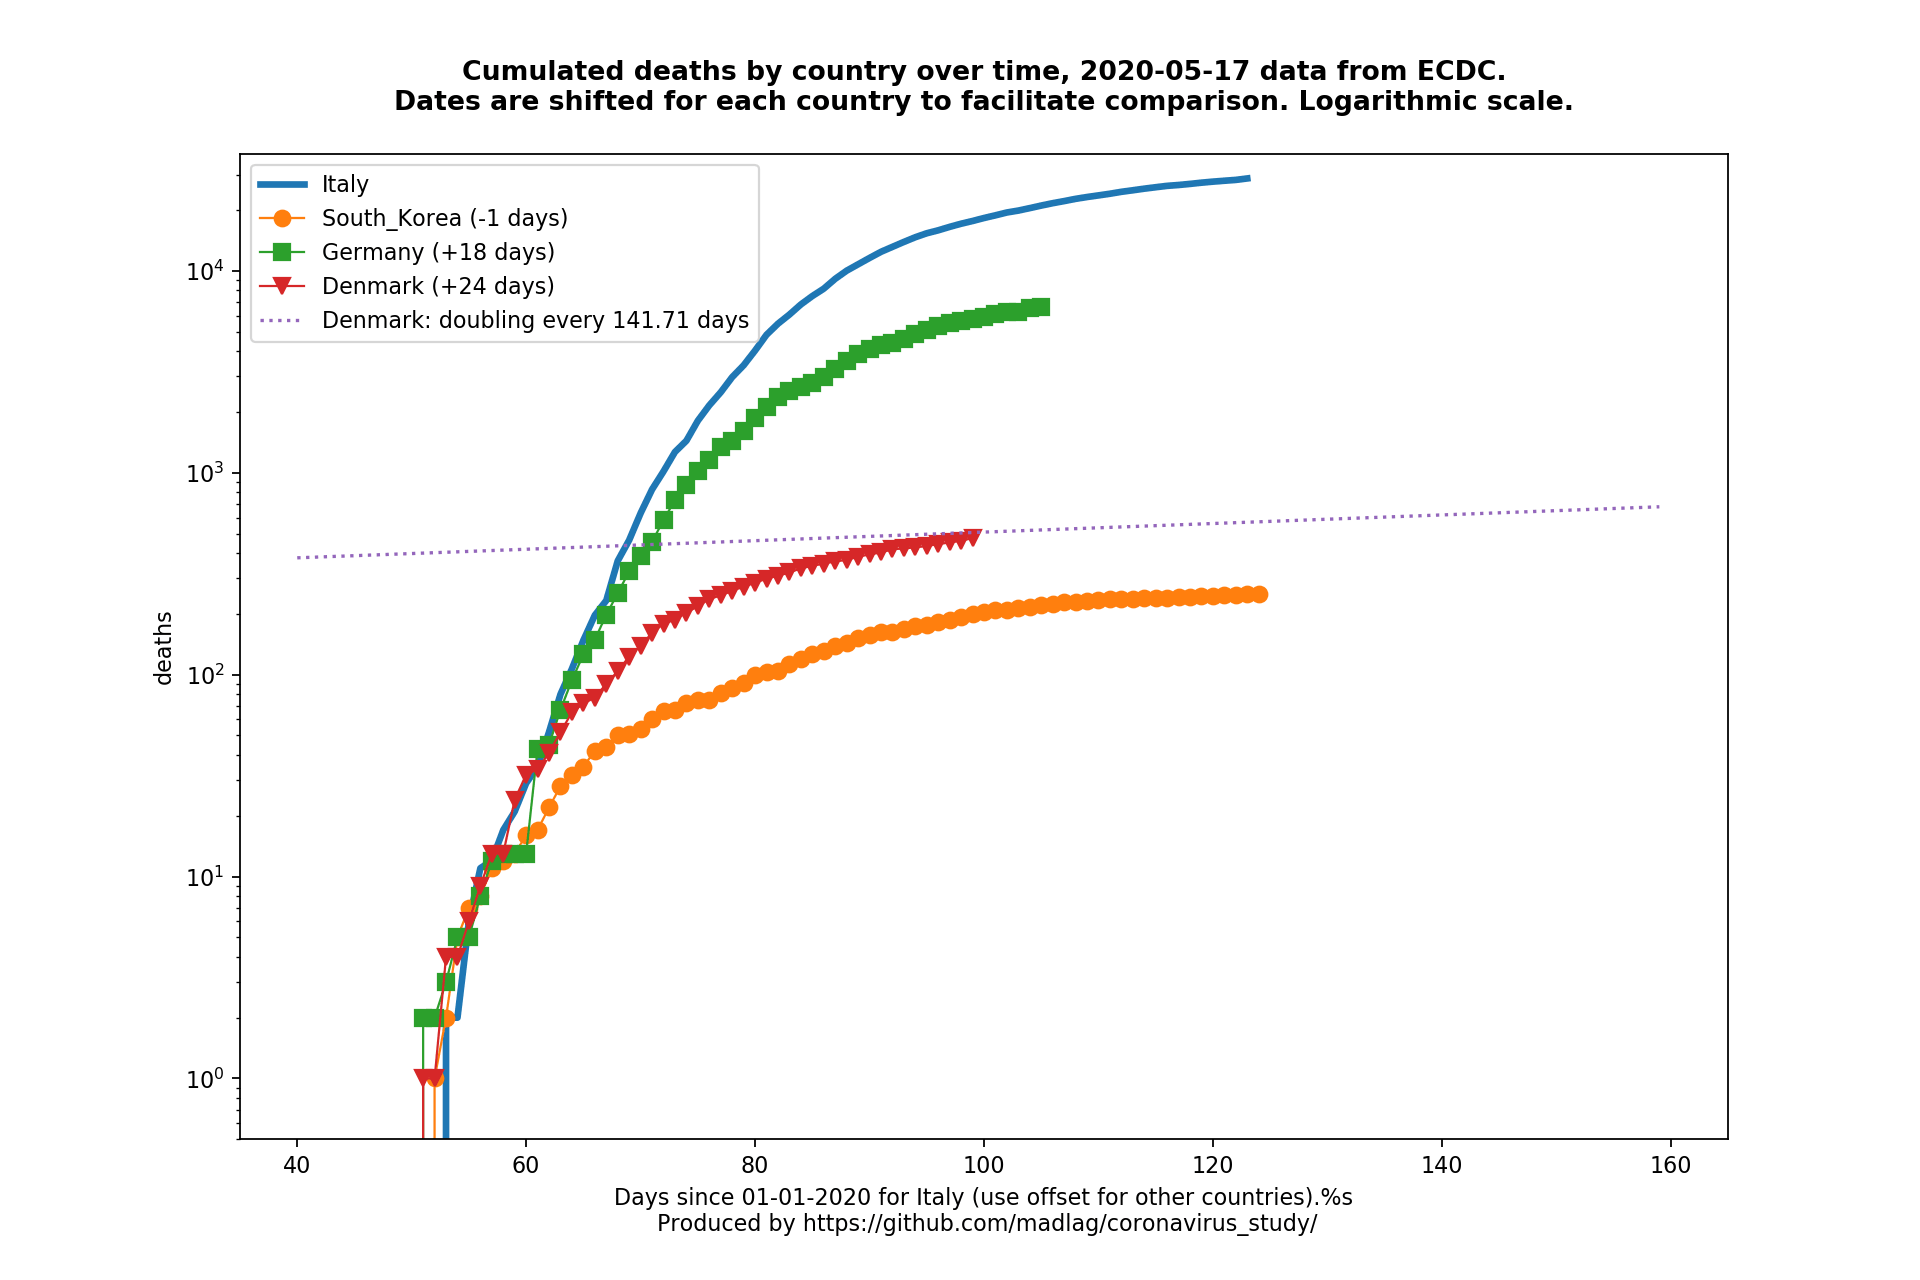 Cumulated deaths by country over time, 2020-05-17 data from ECDC.
Dates are shifted for each country to facilitate comparison. Logarithmic scale.
Italy
South_Korea (-1 days)
Germany (+18 days)
Denmark (+24 days)
Denmark: doubling every 141.71 days
10⁴
10³
10²
10¹
10⁰
deaths
40 60 80 100 120 140 160
Days since 01-01-2020 for Italy (use offset for other countries).%s
Produced by https://github.com/madlag/coronavirus_study/